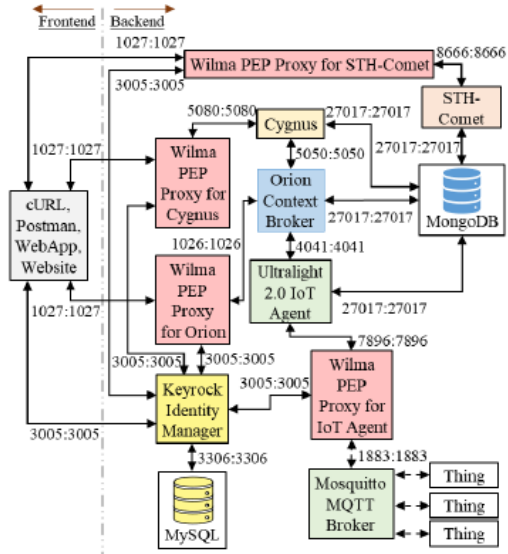 Frontend
Backend
1027:1027
3005:3005
Wilma PEP Proxy for STH-Comet
8666:8666
STH-
Comet
5080:5080
Cygnus
27017:27017
27017:27017
1027:1027
Wilma
PEP
Proxy for
Cygnus
5050:5050
Orion
Context
Broker
27017:27017
MongoDB
cURL,
Postman,
WebApp,
Website
1026:1026
4041:4041
Wilma
PEP
Proxy
for Orion
Ultralight
2.0 IoT
Agent
27017:27017
1027:1027
7896:7896
3005:3005
3005:3005
Keyrock
Identity
Manager
3005:3005
Wilma
PEP
Proxy for
IoT Agent
3005:3005
3306:3306
MySQL
1883:1883
Mosquitto
MQTT
Broker
Thing
Thing
Thing